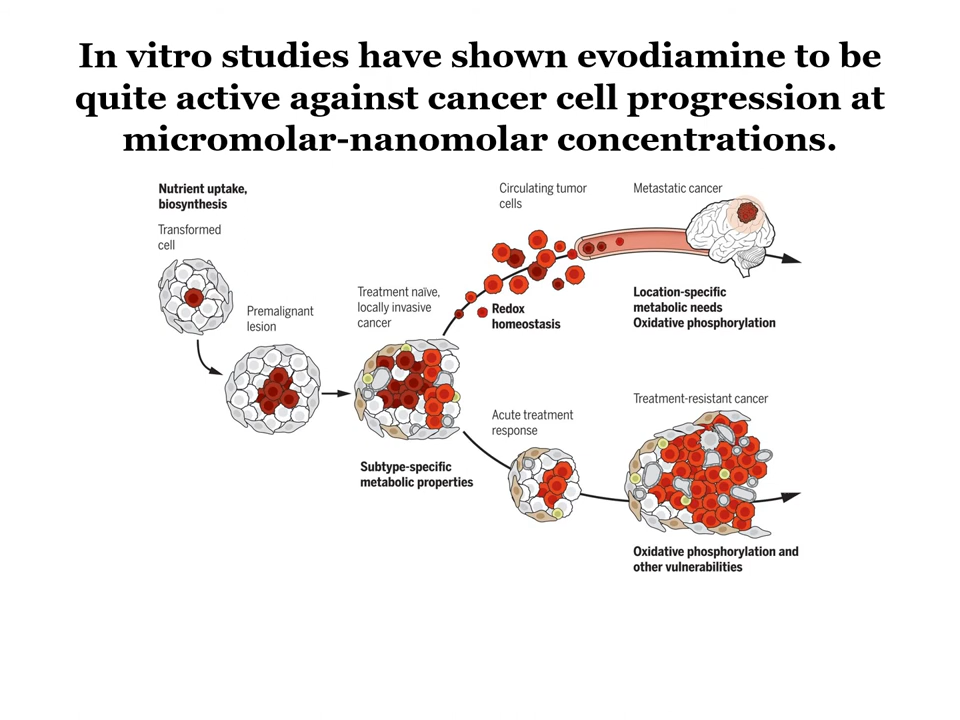 In vitro studies have shown evodiamine to be
quite active against cancer cell progression at
micromolar-nanomolar concentrations.
Nutrient uptake,
biosynthesis
Transformed
cell
Premalignant
lesion
Treatment naïve,
locally invasive
cancer
Subtype-specific
metabolic properties
Circulating tumor
cells
Redox
homeostasis
Metastatic cancer
Location-specific
metabolic needs
Oxidative phosphorylation
Acute treatment
response
Treatment-resistant cancer
Oxidative phosphorylation and
other vulnerabilities